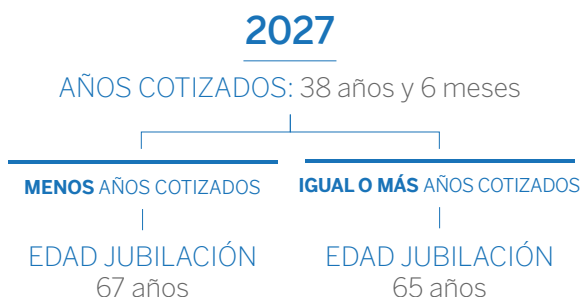 2027
AÑOS COTIZADOS: 38 años y 6 meses
MENOS AÑOS COTIZADOS
IGUAL O MÁS AÑOS COTIZADOS
EDAD JUBILACIÓN
67 años
EDAD JUBILACIÓN
65 años